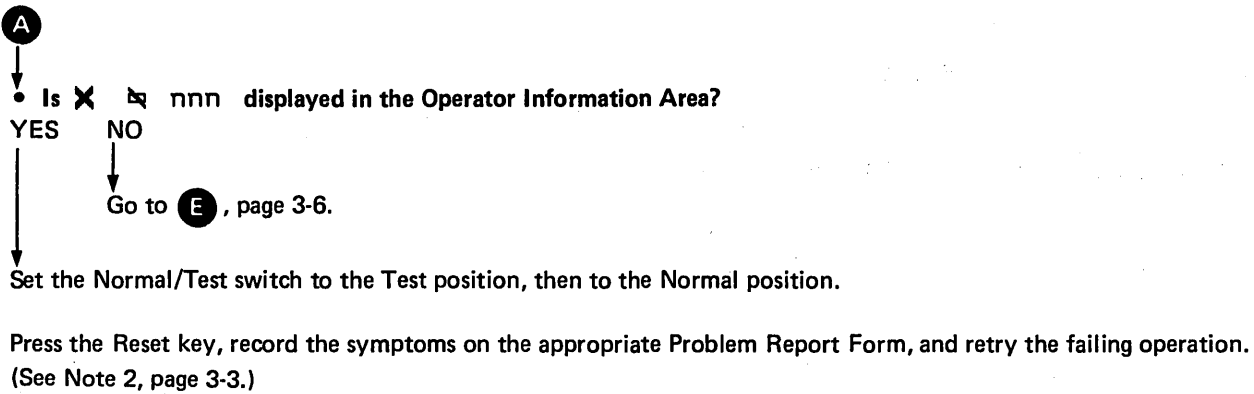 A
• Is X nnn displayed in the Operator Information Area?
YES NO
Go to E, page 3-6.
Set the Normal/Test switch to the Test position, then to the Normal position.
Press the Reset key, record the symptoms on the appropriate Problem Report Form, and retry the failing operation.
(See Note 2, page 3-3.)